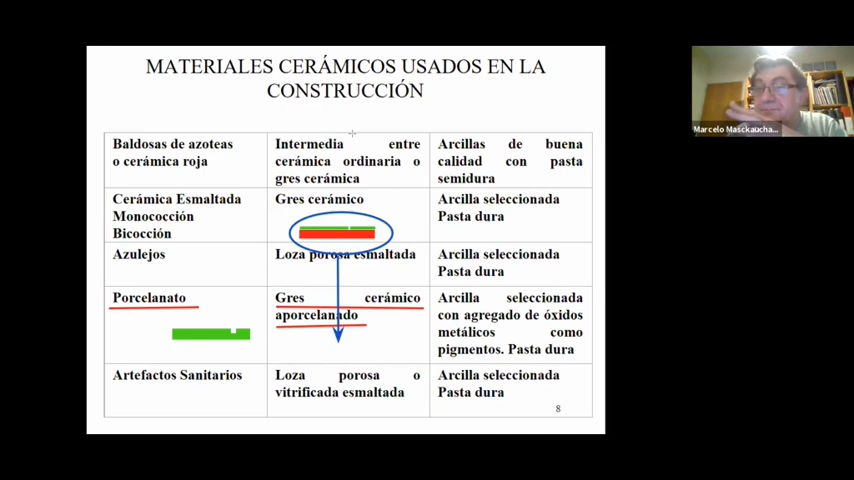 MATERIALES CERÁMICOS USADOS EN LA
CONSTRUCCIÓN
Baldosas de azoteas
o cerámica roja
Intermedia entre
cerámica ordinaria o
gres cerámica
Arcillas de buena
calidad con pasta
semidura
Cerámica Esmaltada
Monococción
Bicocción
Gres cerámico
Arcilla seleccionada
Pasta dura
Azulejos
Loza porosa esmaltada
Arcilla seleccionada
Pasta dura
Porcelanato
Gres cerámico
aporcelanado
Arcilla seleccionada
con agregado de óxidos
metálicos como
pigmentos. Pasta dura
Artefactos Sanitarios
Loza porosa o
vitrificada esmaltada
Arcilla seleccionada
Pasta dura
8
Marcelo Masckaucha...